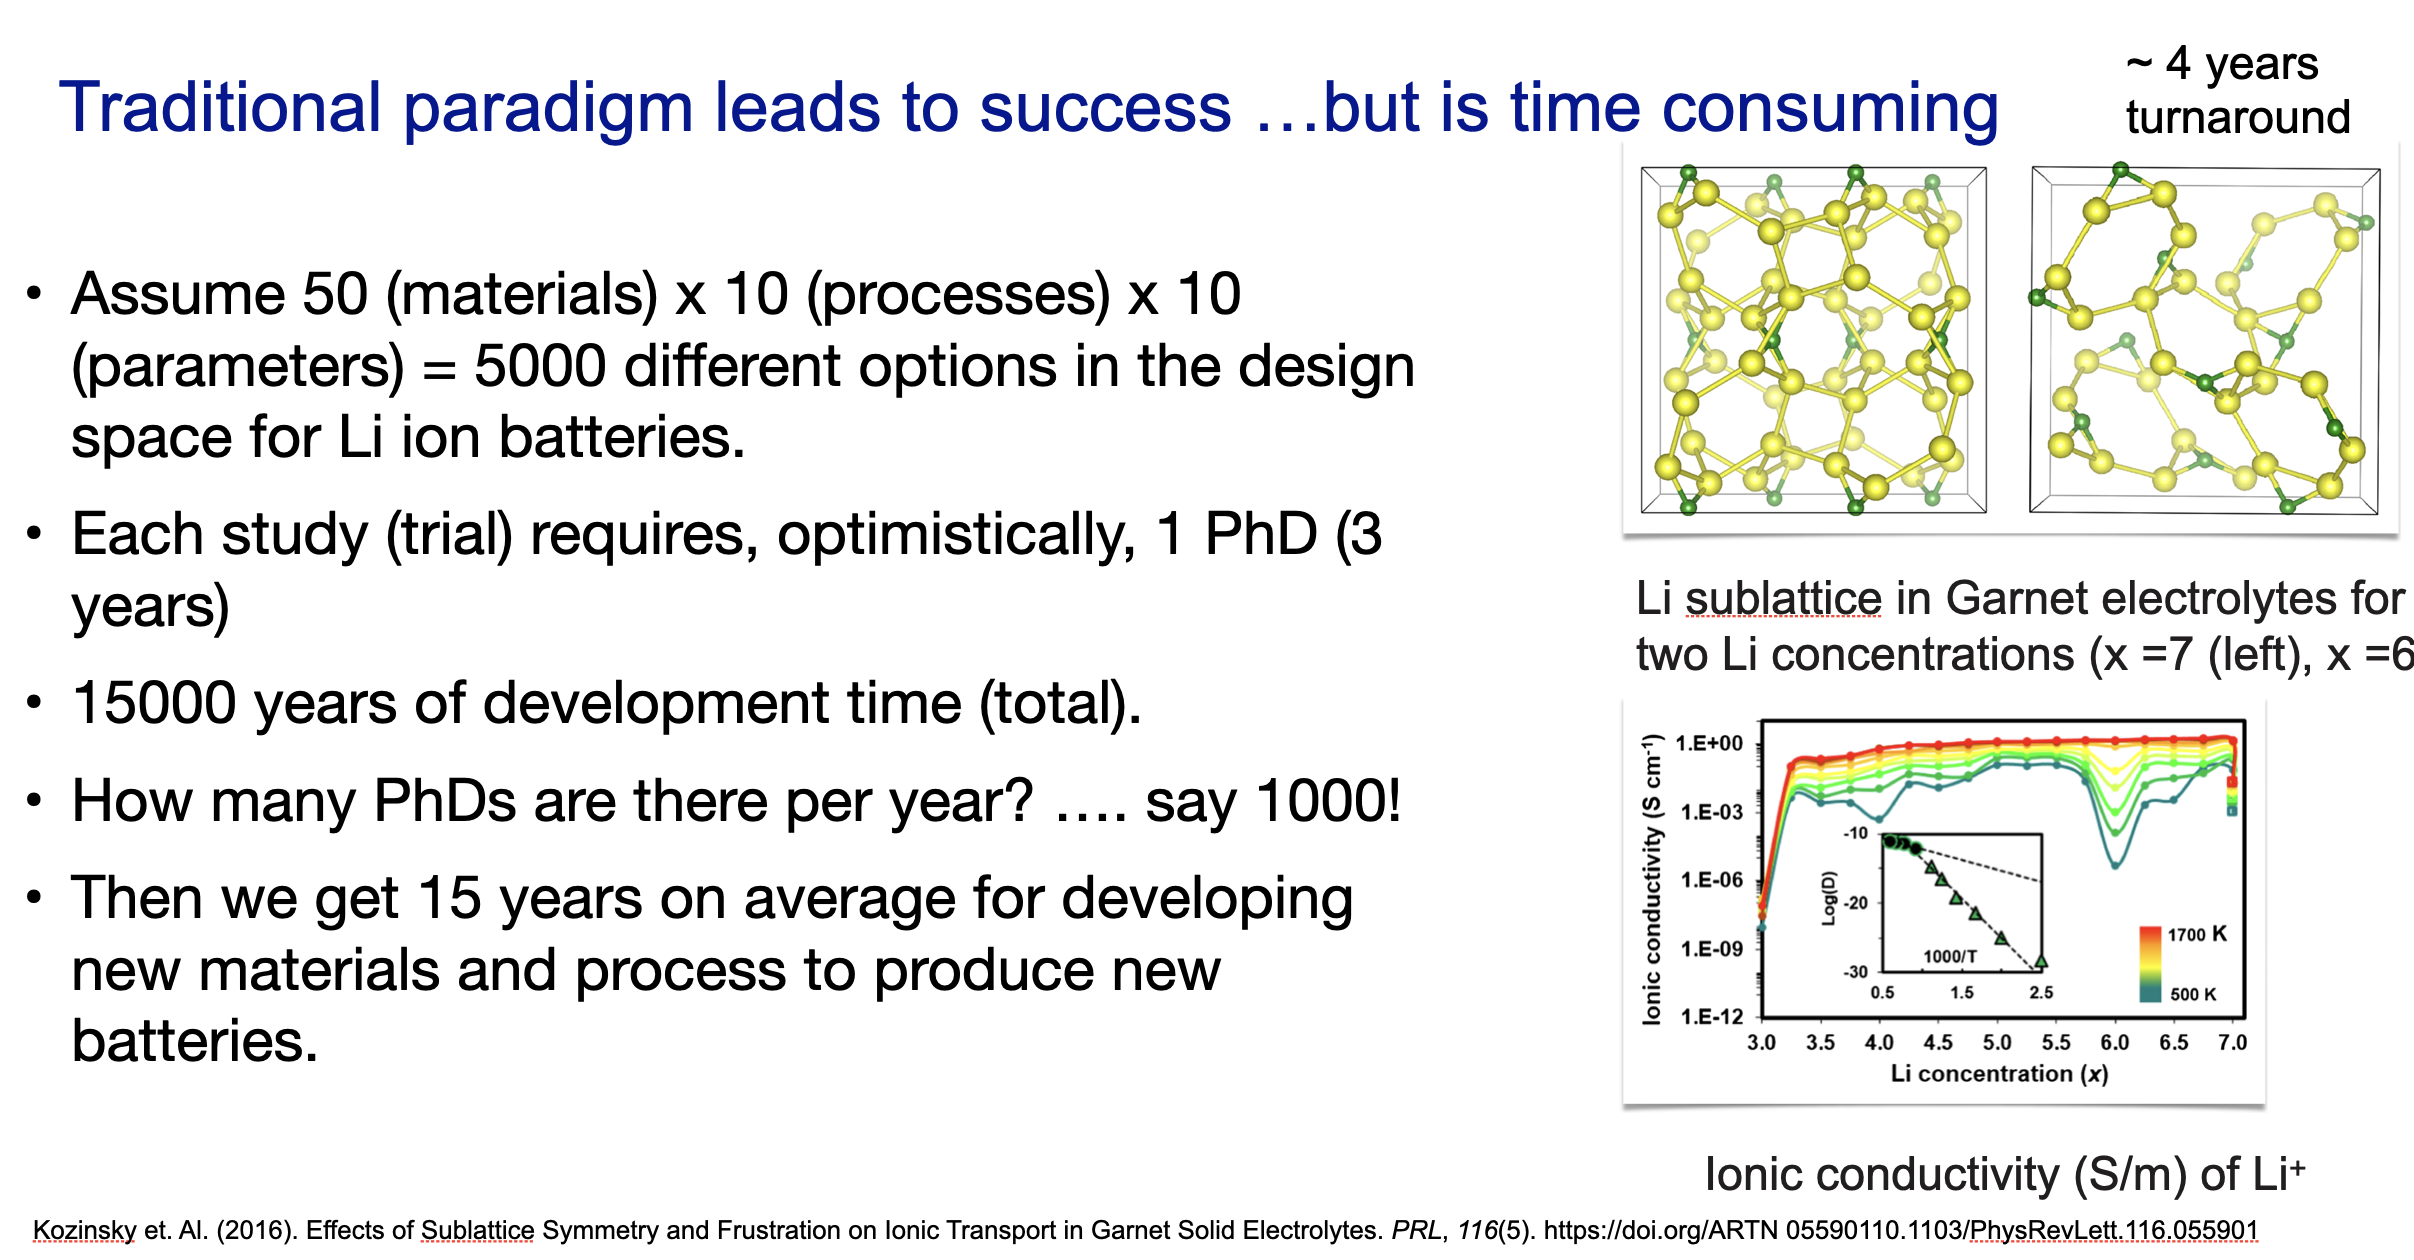 Traditional paradigm leads to success …but is time consuming
~ 4 years
turnaround
• Assume 50 (materials) x 10 (processes) x 10
(parameters) = 5000 different options in the design
space for Li ion batteries.
• Each study (trial) requires, optimistically, 1 PhD (3
years)
• 15000 years of development time (total).
• How many PhDs are there per year? …. say 1000!
• Then we get 15 years on average for developing
new materials and process to produce new
batteries.
Li sublattice in Garnet electrolytes for
two Li concentrations (x =7 (left), x =6
Ionic conductivity (S cm-1)
1.E+00
1.E-03
1.E-06
1.E-09
1.E-12
3.0 3.5 4.0 4.5 5.0 5.5 6.0 6.5 7.0
Li concentration (x)
Log(D)
-10
-20
-30
1000/T
0.5 1.5 2.5
1700 K
500 K
Ionic conductivity (S/m) of Li+
Kozinsky et. Al. (2016). Effects of Sublattice Symmetry and Frustration on Ionic Transport in Garnet Solid Electrolytes. PRL, 116(5). https://doi.org/ARTN 05590110.1103/PhysRevLett.116.055901